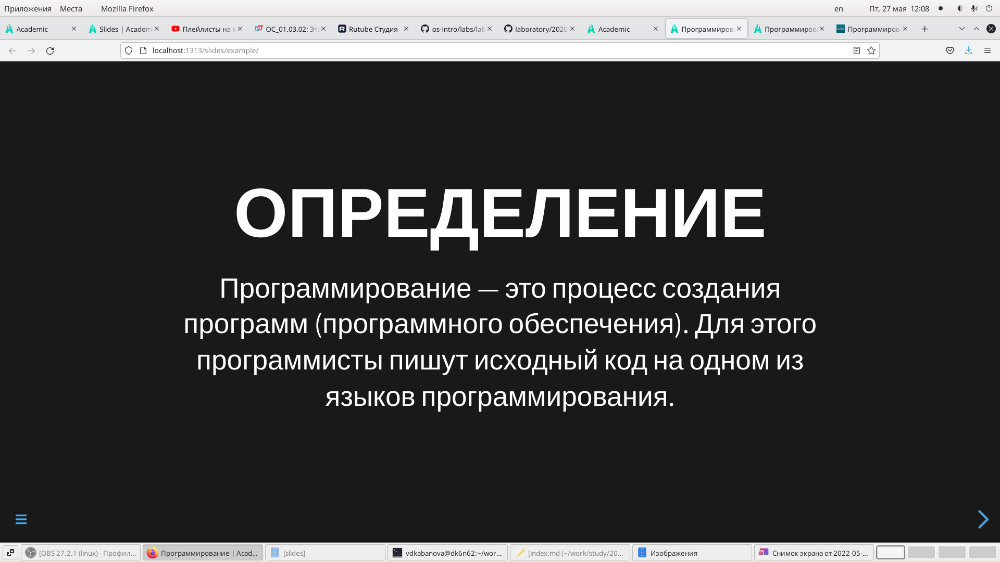 Приложения Места Mozilla Firefox en Пт, 27 мая 12:08
Academic Slides | Academ Плейлисты на к ОС_01.03.02: Эта Rutube Студия os-intro/labs/lab laboratory/2020- Academic Программирова Программирова Программирова
localhost:1313/slides/example/
ОПРЕДЕЛЕНИЕ
Программирование — это процесс создания
программ (программного обеспечения). Для этого
программисты пишут исходный код на одном из
языков программирования.
[OBS 27.2.1 (linux) - Профил... Программирование | Acad... [slides] vdkabanova@dk6n62:~/wor... [index.md (~/work/study/20... Изображения Снимок экрана от 2022-05-...